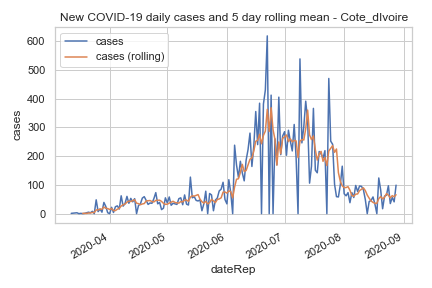 New COVID-19 daily cases and 5 day rolling mean - Cote_dIvoire
cases
cases (rolling)
600
500
400
300
200
100
0
cases
2020-04
2020-05
2020-06
2020-07
2020-08
2020-09
dateRep